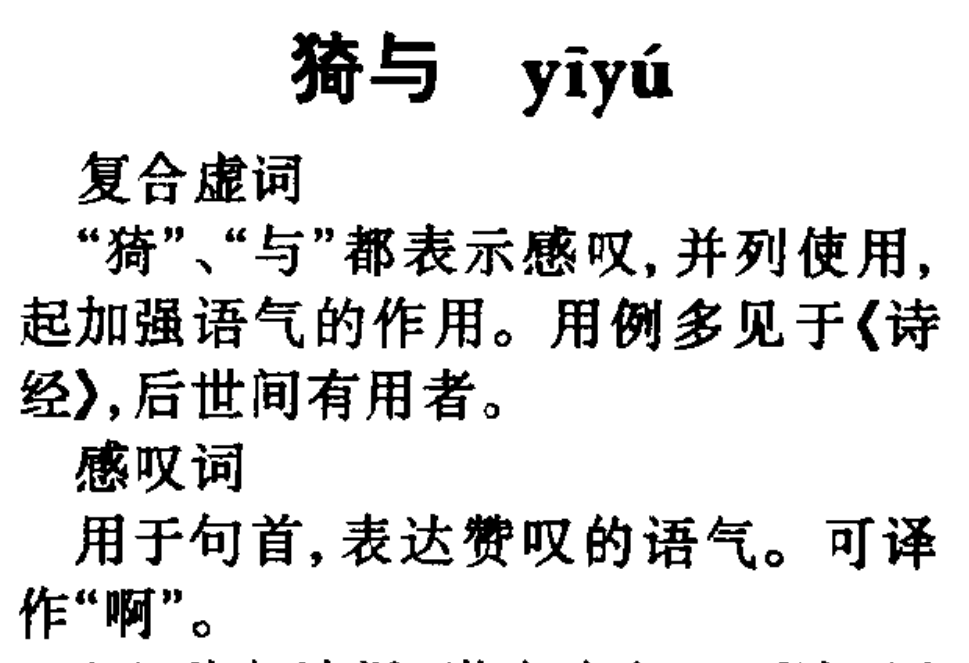 猗与 yīyú
复合虚词
“猗”、“与”都表示感叹,并列使用,
起加强语气的作用。用例多见于《诗
经》,后世间有用者。
感叹词
用于句首,表达赞叹的语气。可译
作“啊”。